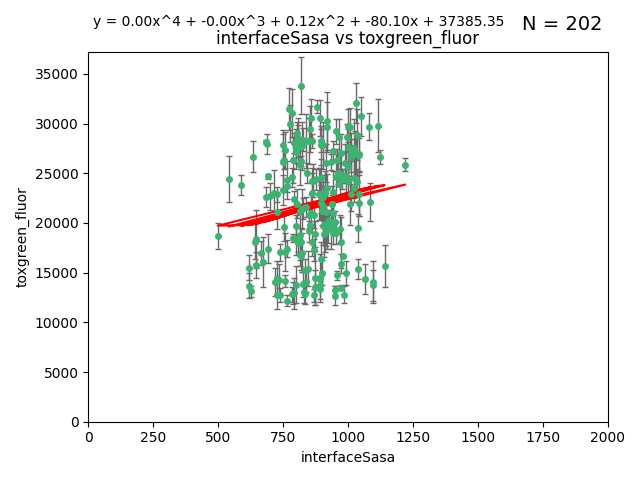 y = 0.00x^4 + -0.00x^3 + 0.12x^2 + -80.10x + 37385.35
N = 202
interfaceSasa vs toxgreen_fluor
35000
30000
25000
20000
15000
10000
5000
0
toxgreen_fluor
0 250 500 750 1000 1250 1500 1750 2000
interfaceSasa